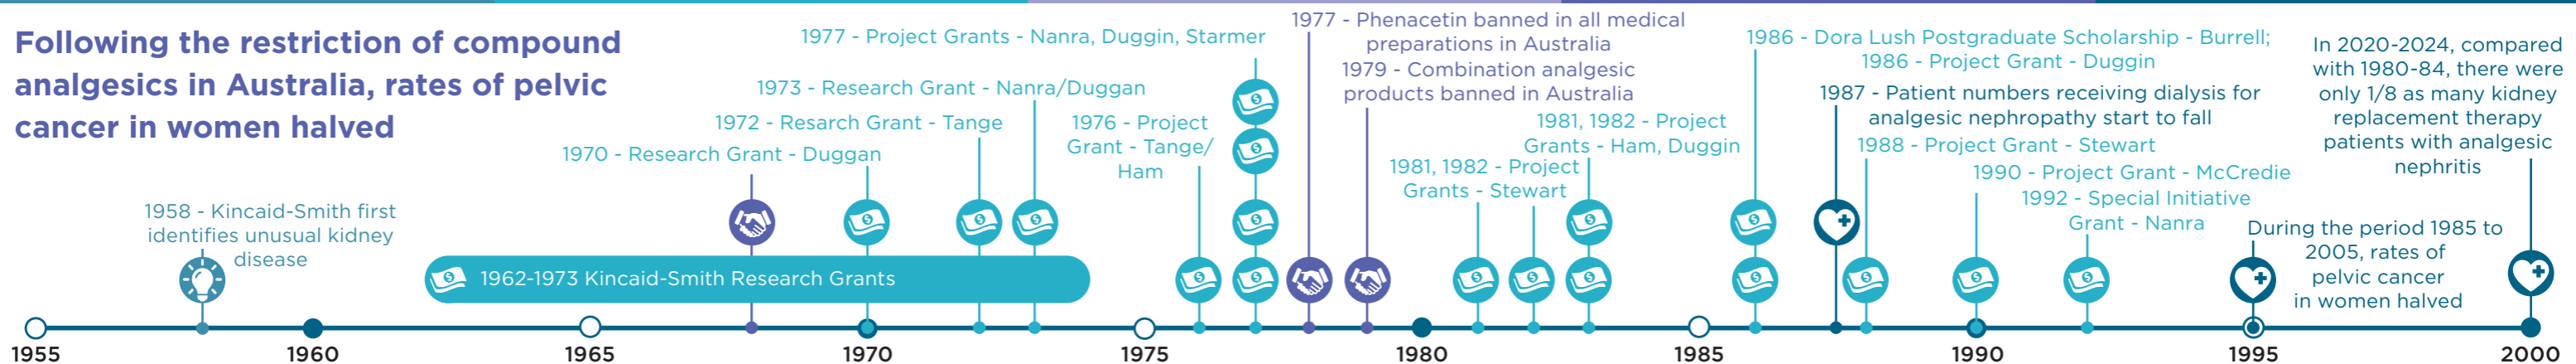 Following the restriction of compound
analgesics in Australia, rates of pelvic
cancer in women halved
1958 - Kincaid-Smith first
identifies unusual kidney
disease
1962-1973 Kincaid-Smith Research Grants
1970 - Research Grant - Duggan
1972 - Resarch Grant - Tange
1973 - Research Grant - Nanra/Duggan
1976 - Project
Grant - Tange/
Ham
1977 - Project Grants - Nanra, Duggin, Starmer
1977 - Phenacetin banned in all medical
preparations in Australia
1979 - Combination analgesic
products banned in Australia
1981, 1982 - Project
Grants - Stewart
1981, 1982 - Project
Grants - Ham, Duggin
1986 - Dora Lush Postgraduate Scholarship - Burrell;
1986 - Project Grant - Duggin
1987 - Patient numbers receiving dialysis for
analgesic nephropathy start to fall
1988 - Project Grant - Stewart
1990 - Project Grant - McCredie
1992 - Special Initiative
Grant - Nanra
During the period 1985 to
2005, rates of
pelvic cancer
in women halved
In 2020-2024, compared
with 1980-84, there were
only 1/8 as many kidney
replacement therapy
patients with analgesic
nephritis
1955
1960
1965
1970
1975
1980
1985
1990
1995
2000